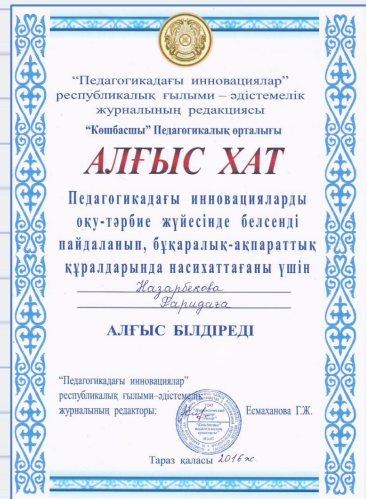 “Педагогикадағы инновациялар”
республикалық ғылыми – әдістемелік
журналының редакциясы
“Көшбасшы” Педагогикалық орталығы
АЛҒЫС ХАТ
Педагогикадағы инновацияларды
оқу-тәрбие жүйесінде белсенді
пайдаланып, бұқаралық-ақпараттық
құралдарында насихаттағаны үшін
Назарбекова
Фаридаға
АЛҒЫС БІЛДІРЕДІ
“Педагогикадағы инновациялар”
республикалық ғылыми-әдістемелік
журналының редакторы: Есмаханова Г.Ж.
Тараз қаласы 2016ж.